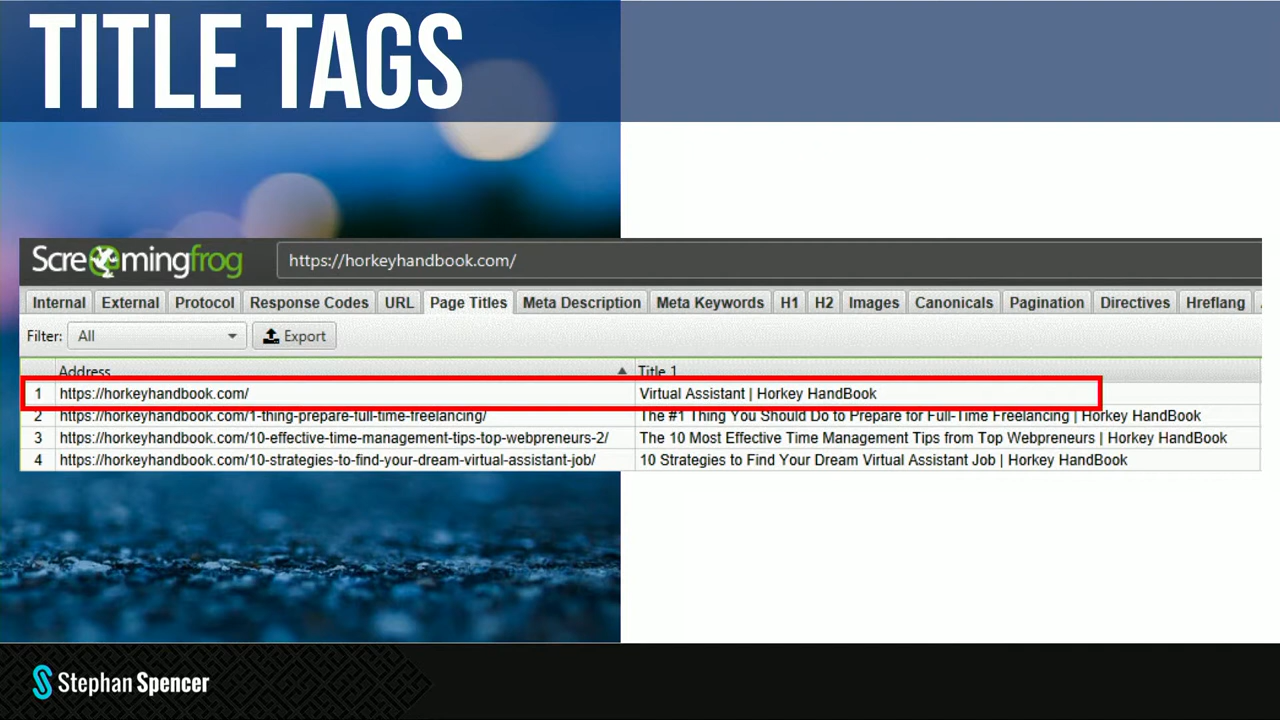 TITLE TAGS
Screamingfrog https://horkeyhandbook.com/
Internal External Protocol Response Codes URL Page Titles Meta Description Meta Keywords H1 H2 Images Canonicals Pagination Directives Hreflang
Filter: All Export
Address Title 1
1 https://horkeyhandbook.com/ Virtual Assistant | Horkey HandBook
2 https://horkeyhandbook.com/1-thing-prepare-full-time-freelancing/ The #1 Thing You Should Do to Prepare for Full-Time Freelancing | Horkey HandBook
3 https://horkeyhandbook.com/10-effective-time-management-tips-top-webpreneurs-2/ The 10 Most Effective Time Management Tips from Top Webpreneurs | Horkey HandBook
4 https://horkeyhandbook.com/10-strategies-to-find-your-dream-virtual-assistant-job/ 10 Strategies to Find Your Dream Virtual Assistant Job | Horkey HandBook
Stephan Spencer